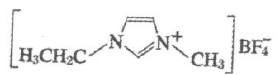 H₃CH₂C N N⁺ CH₃ BF₄⁻